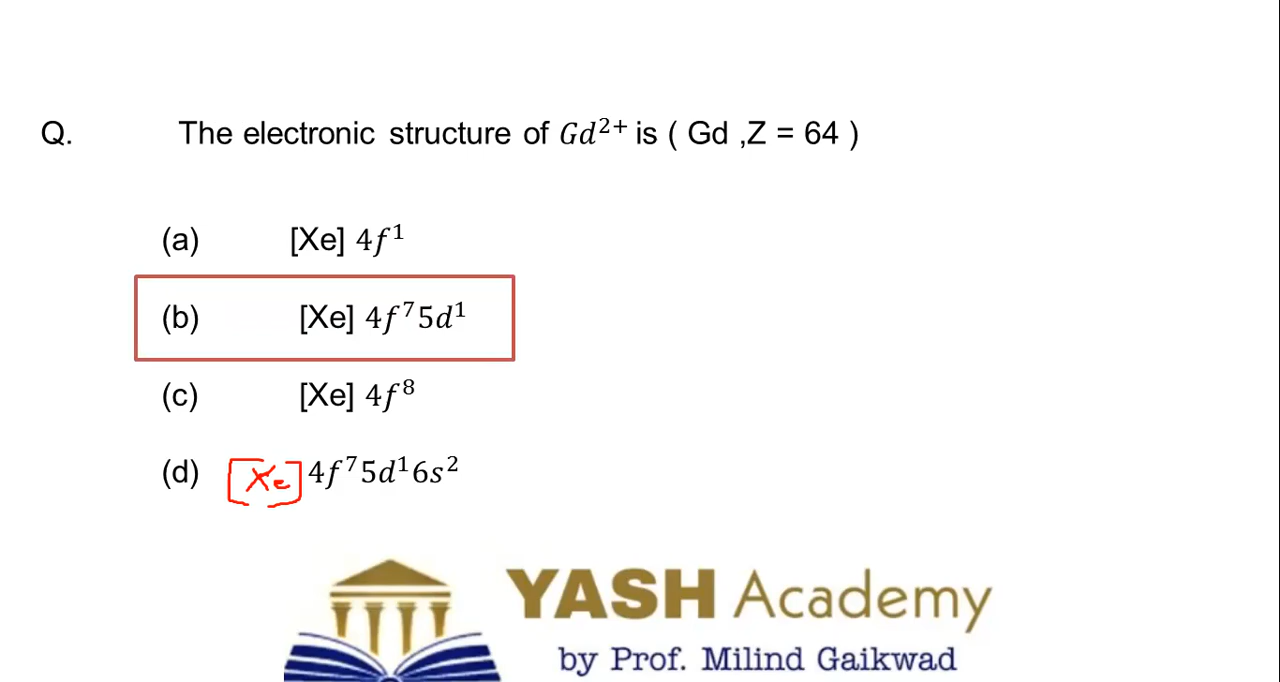 Q. The electronic structure of Gd²⁺ is ( Gd ,Z = 64 )
(a) [Xe] 4f¹
(b) [Xe] 4f⁷5d¹
(c) [Xe] 4f⁸
(d) [Xe] 4f⁷5d¹6s²
YASH Academy
by Prof. Milind Gaikwad